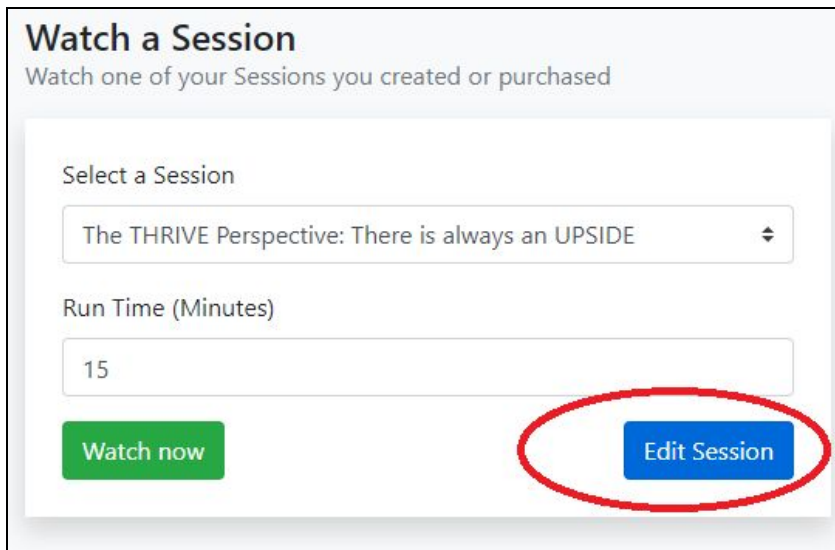 Watch a Session
Watch one of your Sessions you created or purchased
Select a Session
The THRIVE Perspective: There is always an UPSIDE
Run Time (Minutes)
15
Watch now
Edit Session